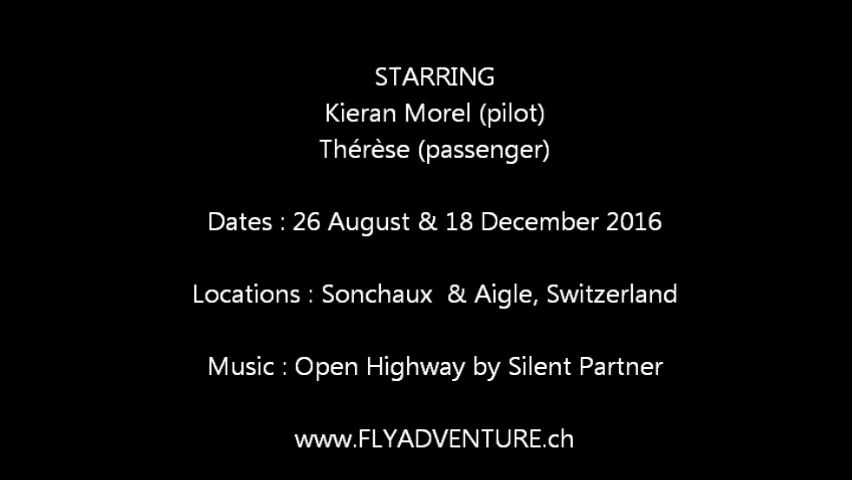 STARRING
Kieran Morel (pilot)
Thérèse (passenger)
Dates : 26 August & 18 December 2016
Locations : Sonchaux  & Aigle, Switzerland
Music : Open Highway by Silent Partner
www.FLYADVENTURE.ch